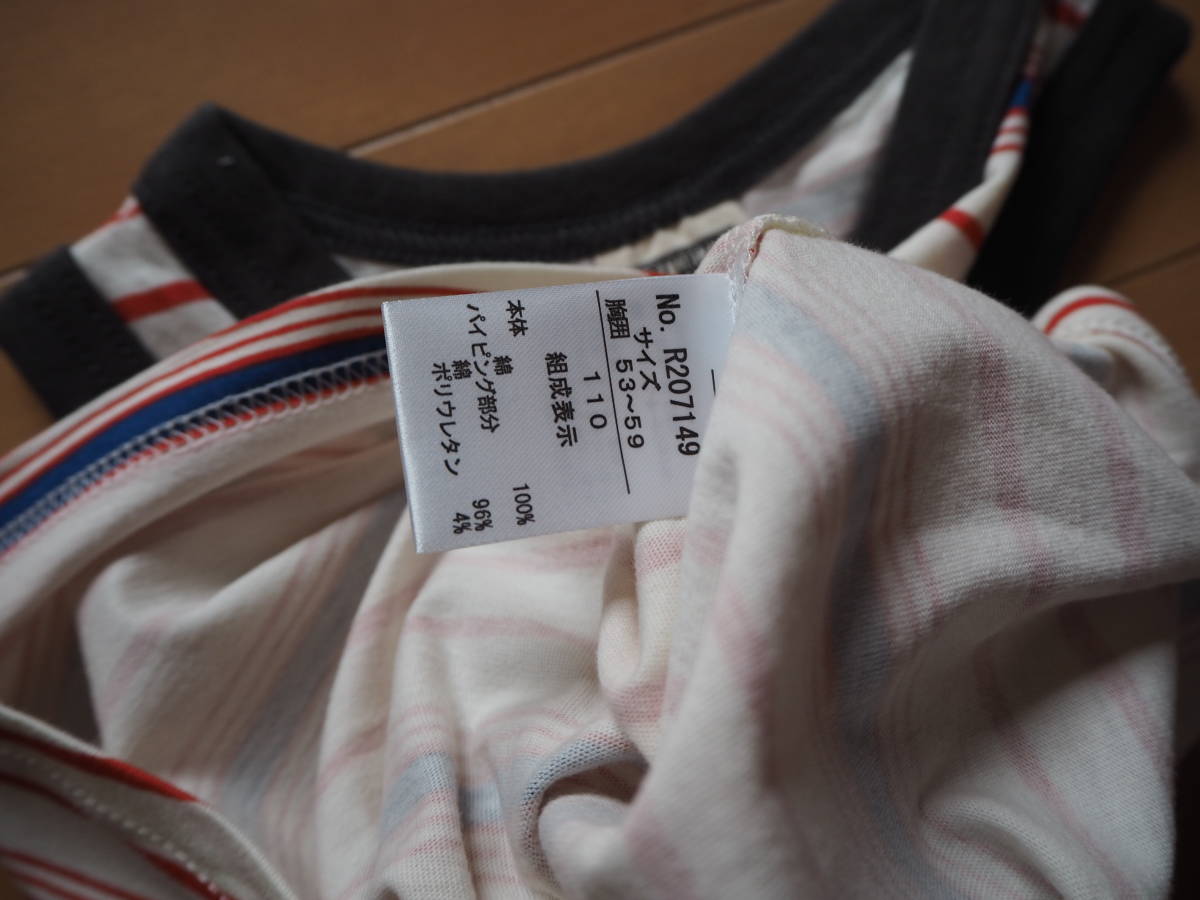 No. R207149
サイズ
胸囲 53~59
110
組成表示
本体 綿 100%
パイピング部分
綿 96%
ポリウレタン 4%